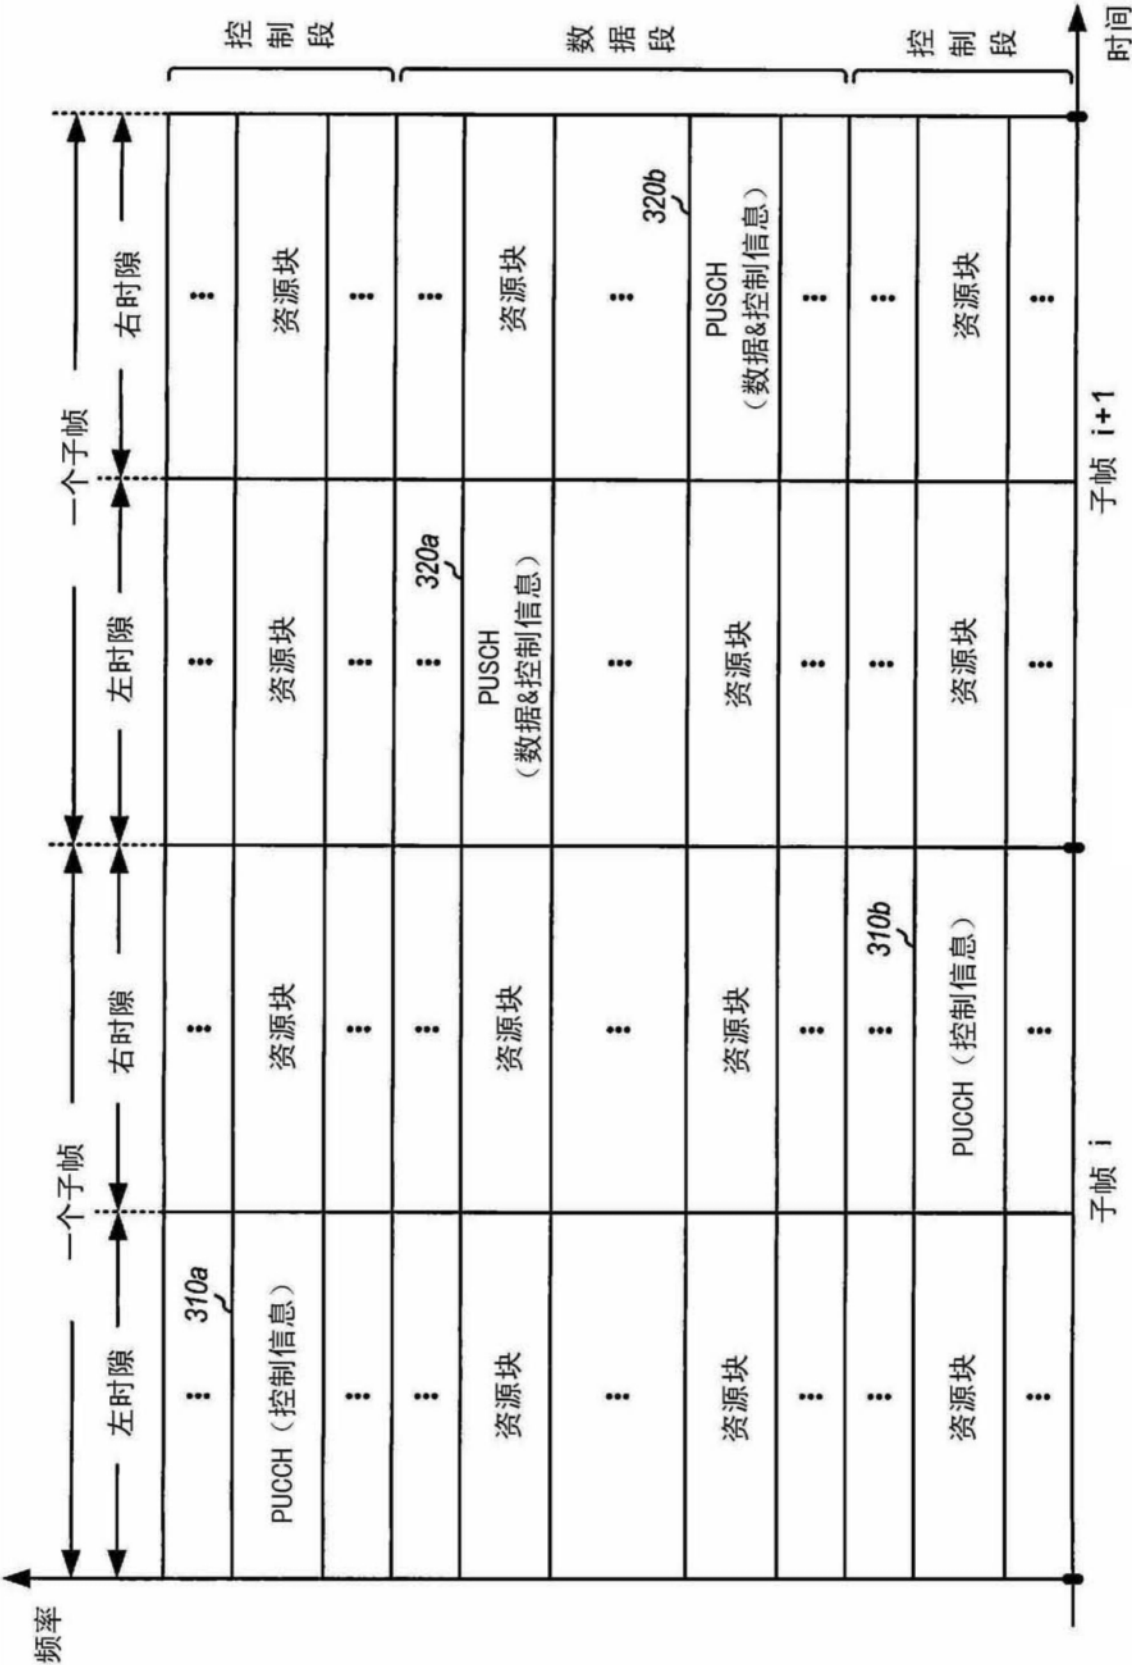 频率
一个子帧
一个子帧
左时隙
右时隙
左时隙
右时隙
310a
⋮
⋮
⋮
⋮
控制段
PUCCH（控制信息）
资源块
资源块
资源块
⋮
⋮
⋮
⋮
⋮
⋮
⋮
⋮
数据段
320a
资源块
资源块
PUSCH
（数据&控制信息）
资源块
⋮
⋮
⋮
⋮
320b
资源块
资源块
资源块
PUSCH
（数据&控制信息）
⋮
⋮
⋮
⋮
310b
⋮
⋮
⋮
⋮
控制段
资源块
PUCCH（控制信息）
资源块
资源块
⋮
⋮
⋮
⋮
子帧 i
子帧 i+1
时间